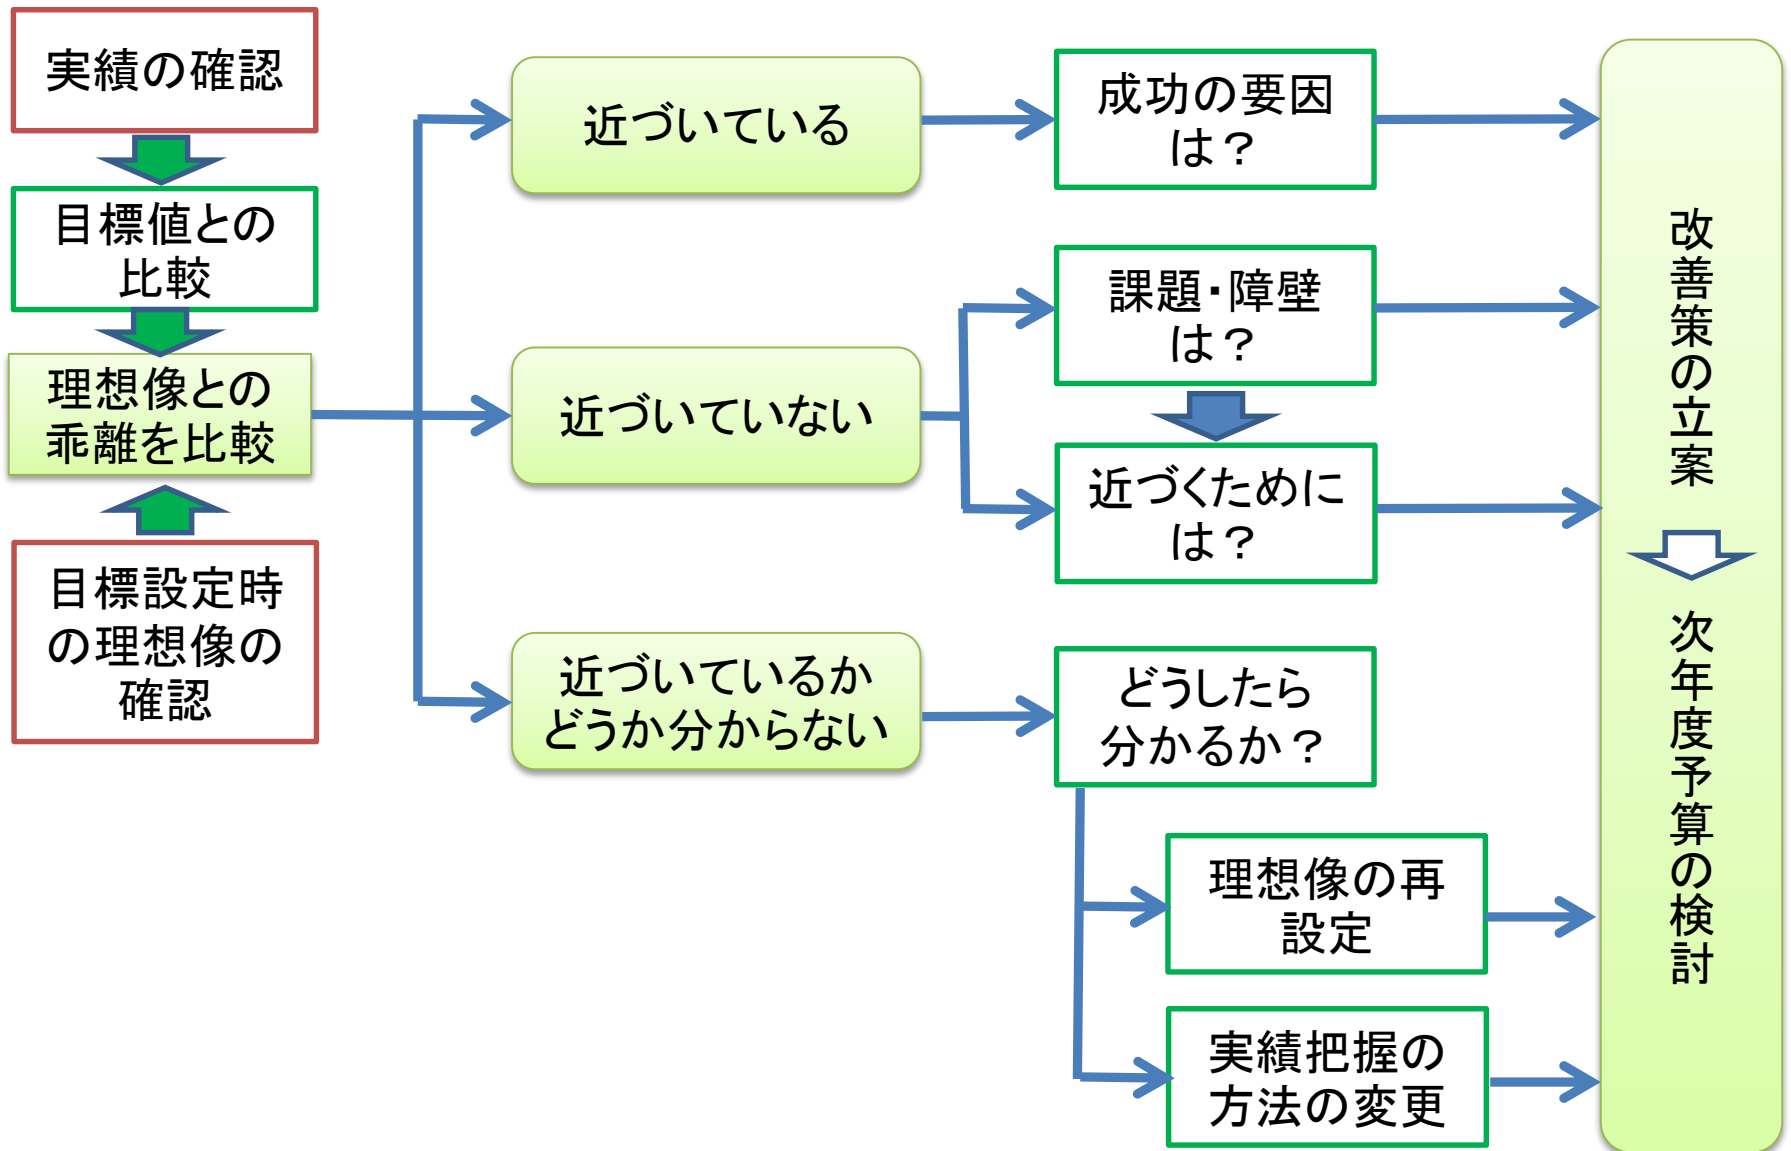 実績の確認
目標値との
比較
理想像との
乖離を比較
目標設定時
の理想像の
確認
近づいている
近づいていない
近づいているか
どうか分からない
成功の要因
は？
課題・障壁
は？
近づくために
は？
どうしたら
分かるか？
理想像の再
設定
実績把握の
方法の変更
改善策の立案
次年度予算の検討